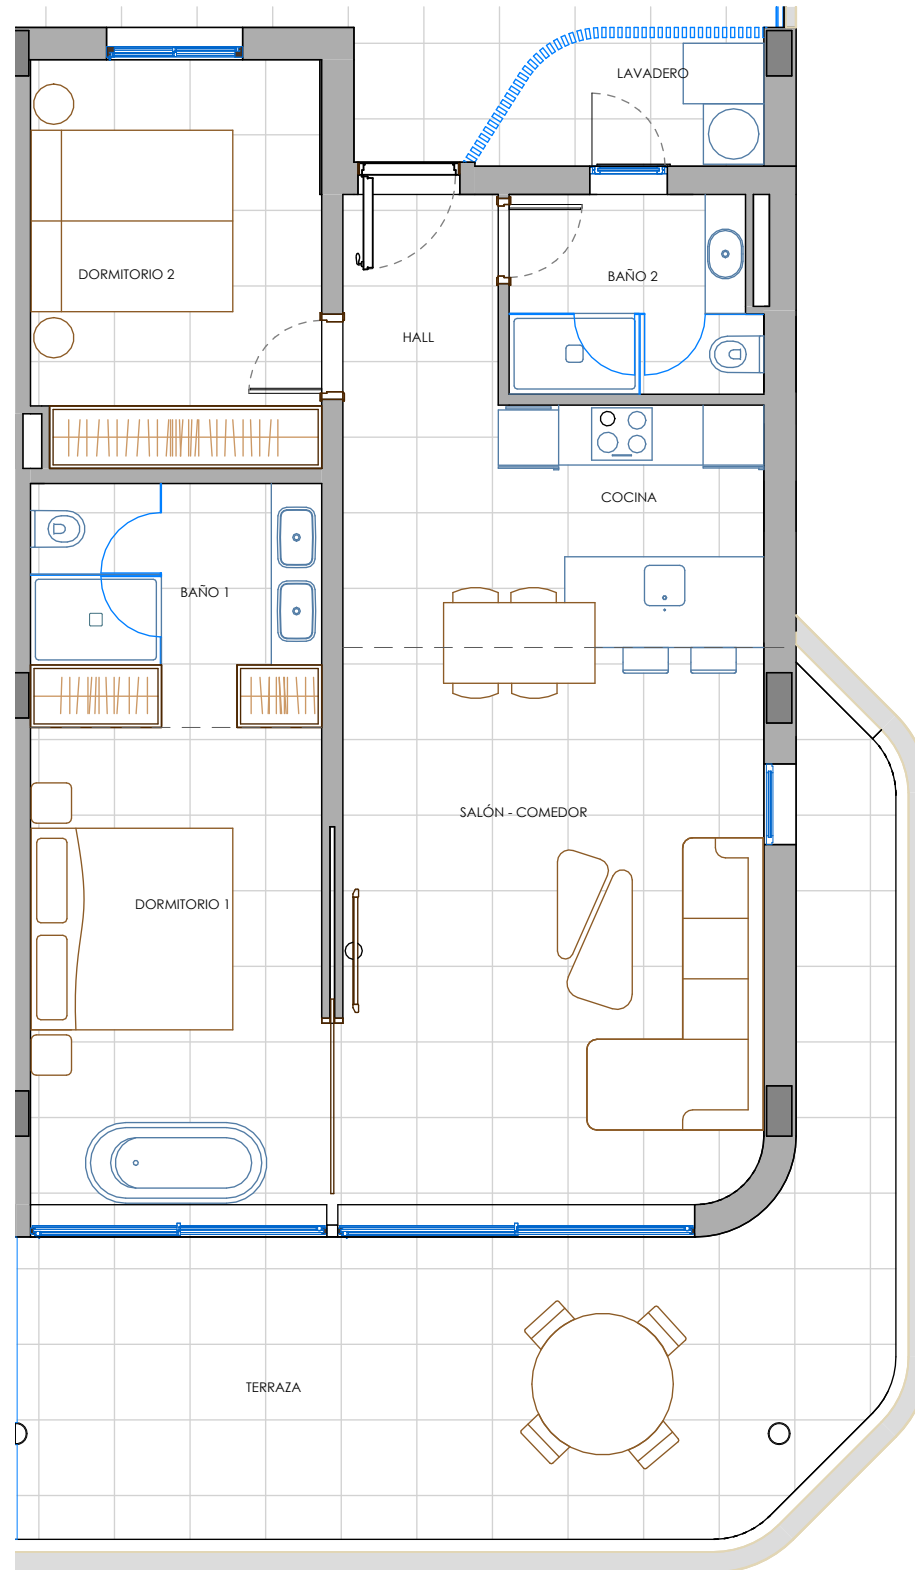 LAVADERO
DORMITORIO 2
BAÑO 2
HALL
COCINA
BAÑO 1
SALÓN - COMEDOR
DORMITORIO 1
TERRAZA